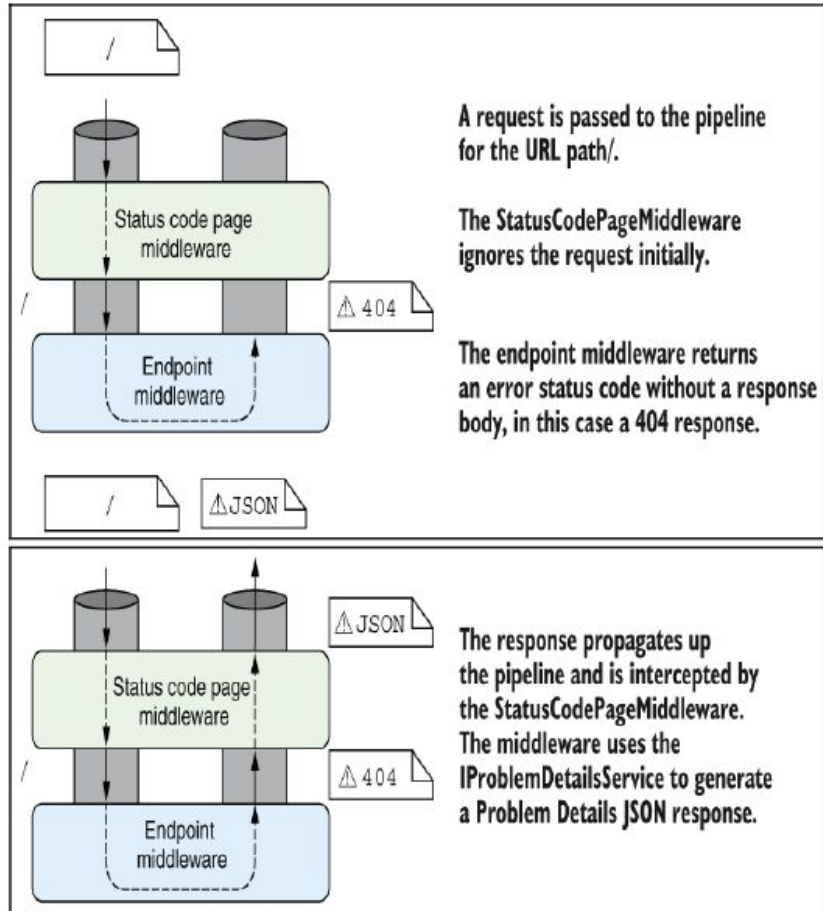 /
A request is passed to the pipeline
for the URL path/.
Status code page
middleware
The StatusCodePageMiddleware
ignores the request initially.
/
⚠ 404
Endpoint
middleware
The endpoint middleware returns
an error status code without a response
body, in this case a 404 response.
/
⚠JSON
⚠JSON
Status code page
middleware
The response propagates up
the pipeline and is intercepted by
the StatusCodePageMiddleware.
The middleware uses the
IProblemDetailsService to generate
a Problem Details JSON response.
/
⚠ 404
Endpoint
middleware